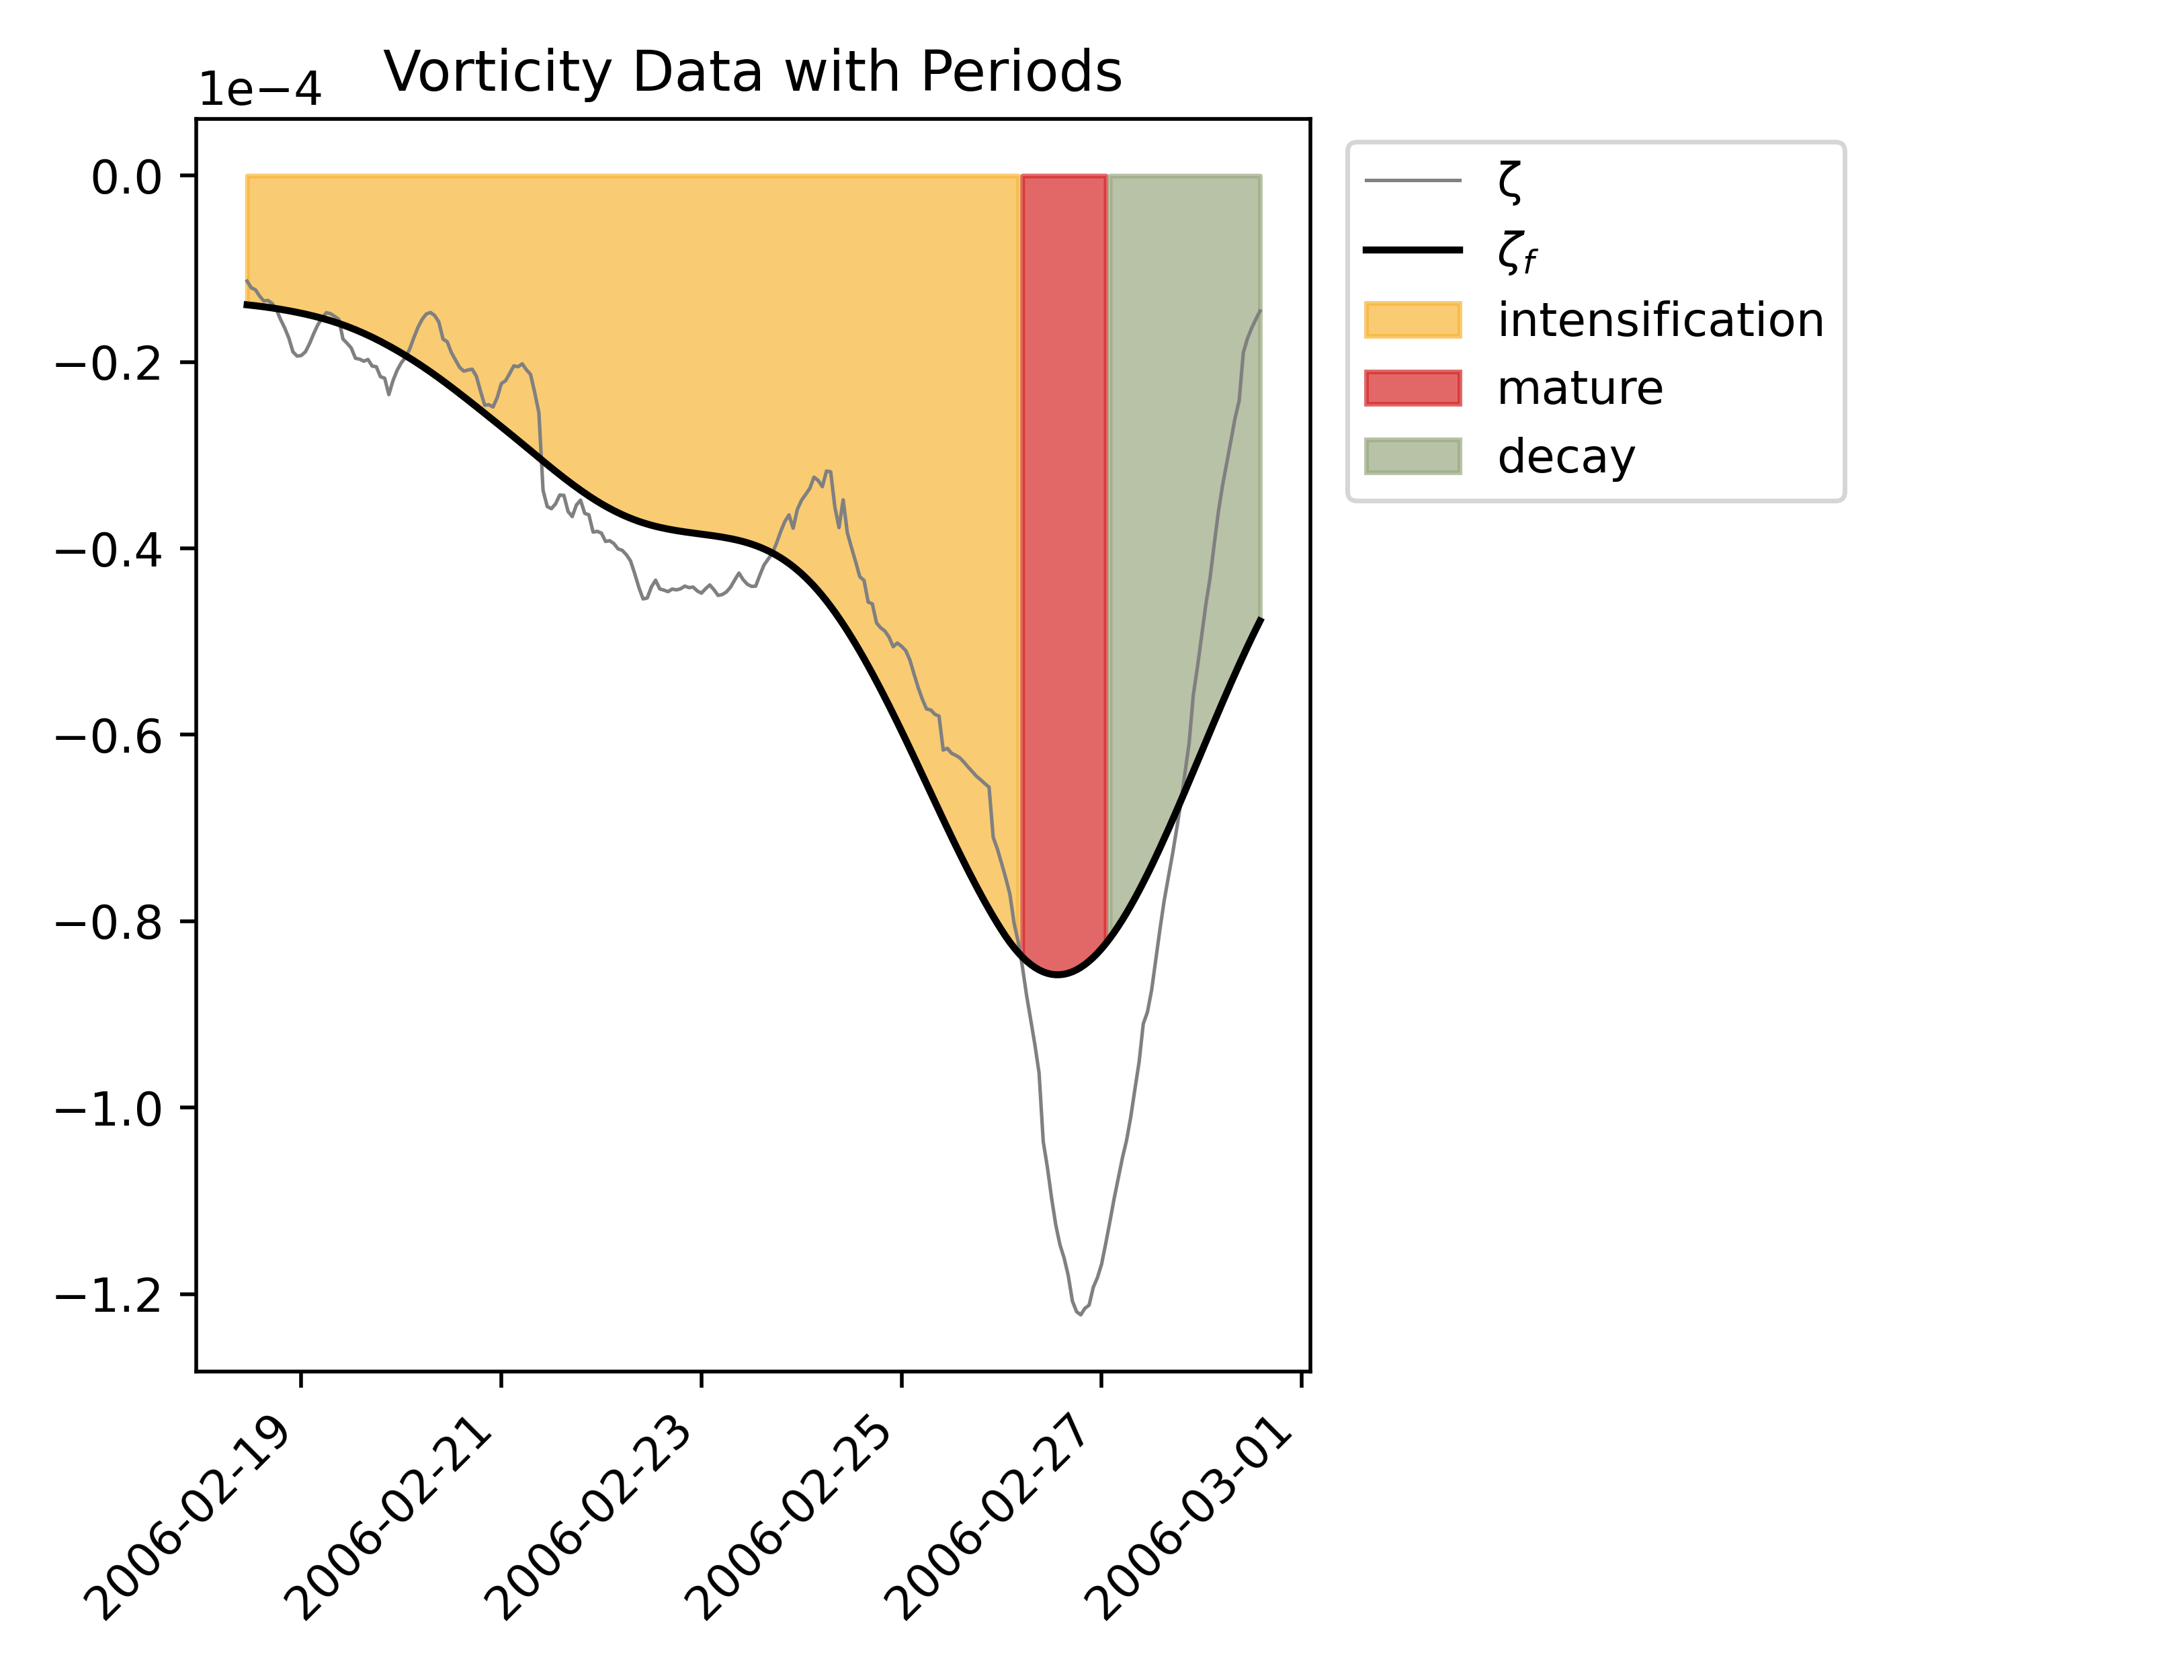 Vorticity Data with Periods
1e−4
0.0
−0.2
−0.4
−0.6
−0.8
−1.0
−1.2
2006-02-19
2006-02-21
2006-02-23
2006-02-25
2006-02-27
2006-03-01
ζ
ζf
intensification
mature
decay